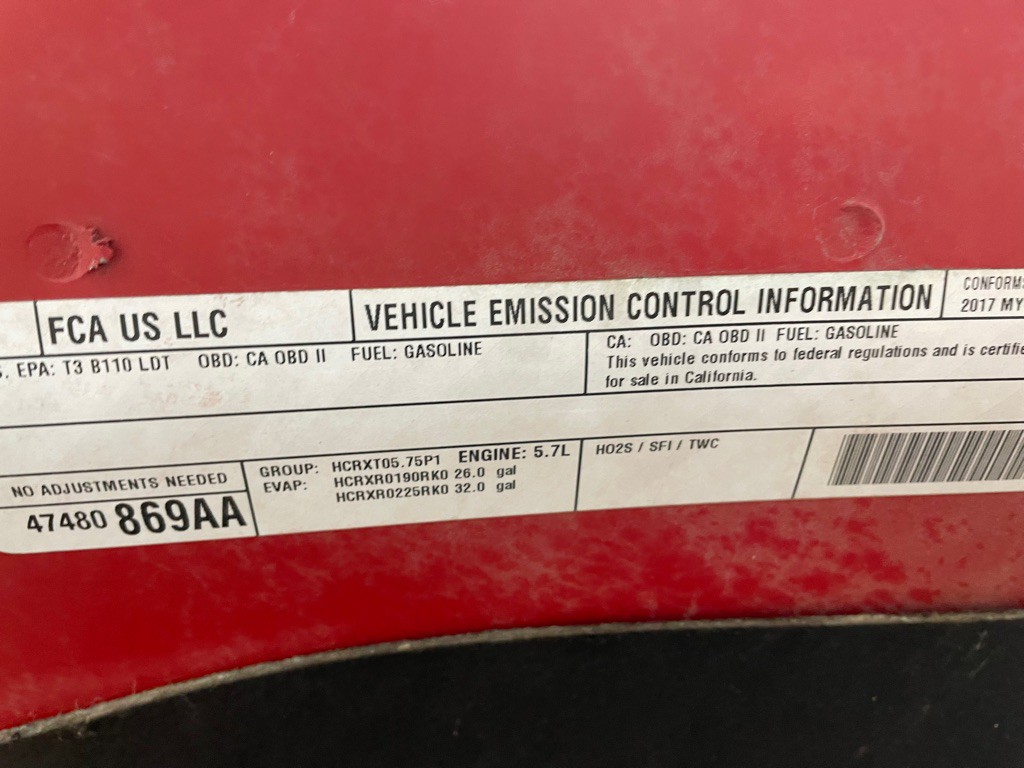 FCA US LLC
VEHICLE EMISSION CONTROL INFORMATION
2017 MY
EPA: T3 B110 LDT OBD: CA OBD II FUEL: GASOLINE
CA: OBD: CA OBD II FUEL: GASOLINE
This vehicle conforms to federal regulations and is
for sale in California.
NO ADJUSTMENTS NEEDED
47480 869AA
GROUP: HCRXT05.75P1 ENGINE: 5.7L
EVAP: HCRXR0190RK0 26.0 gal
HCRXR0225RK0 32.0 gal
HO2S / SFI / TWC